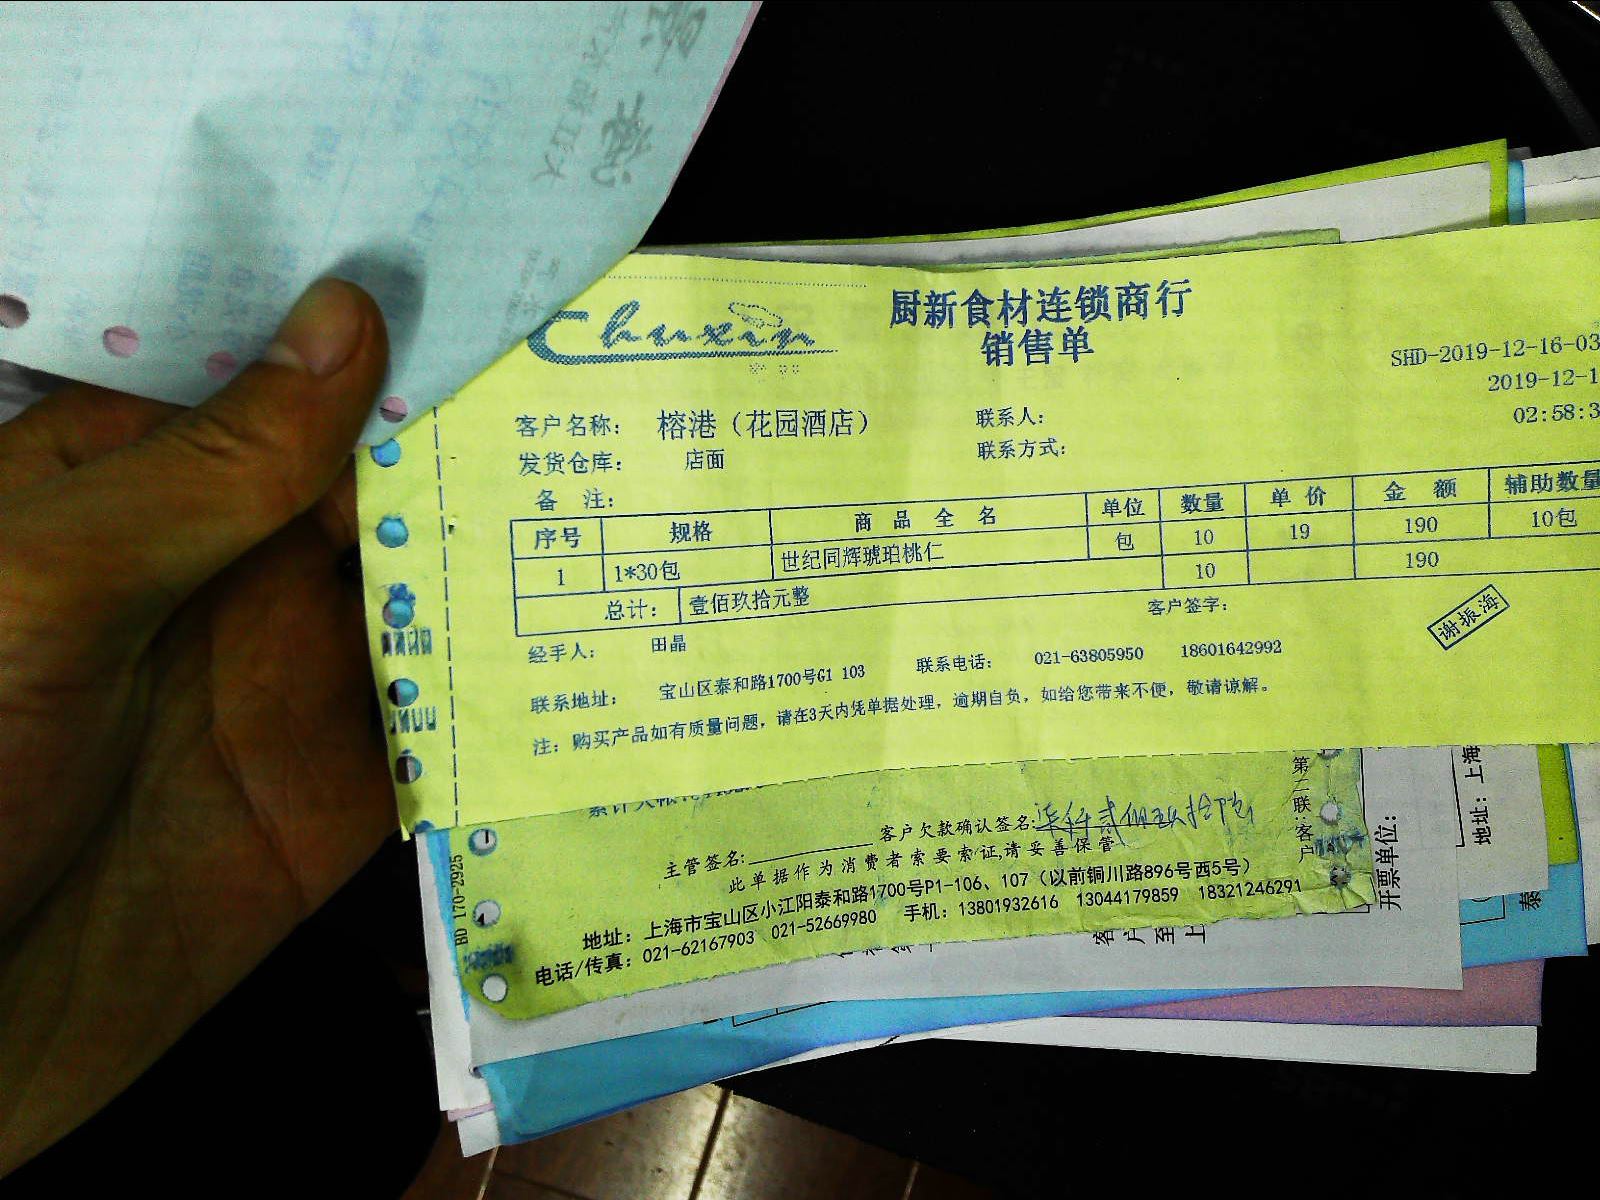 Chuxin
厨新食材连锁商行
销售单
SHD-2019-12-16-03
2019-12-1
02:58:3
客户名称: 榕港（花园酒店） 联系人:
发货仓库: 店面 联系方式:
备 注:
序号 规格 商品全名 单位 数量 单价 金额 辅助数量
1 1*30包 世纪同辉琥珀桃仁 包 10 19 190 10包
10 190
总计: 壹佰玖拾元整
客户签字:
谢振海
经手人: 田晶
联系地址: 宝山区泰和路1700号G1 103 联系电话: 021-63805950 18601642992
注: 购买产品如有质量问题, 请在3天内凭单据处理, 逾期自负, 如给您带来不便, 敬请谅解。
主管签名: 客户欠款确认签名:
此单据作为消费者索要索证,请妥善保管
地址: 上海市宝山区小江阳泰和路1700号P1-106、107（以前铜川路896号西5号）
电话/传真: 021-62167903 021-52669980 手机: 13801932616 13044179859 18321246291
第二联:客户
BD 170-2925
开票单位:
地址: 上海
客户至上
泰